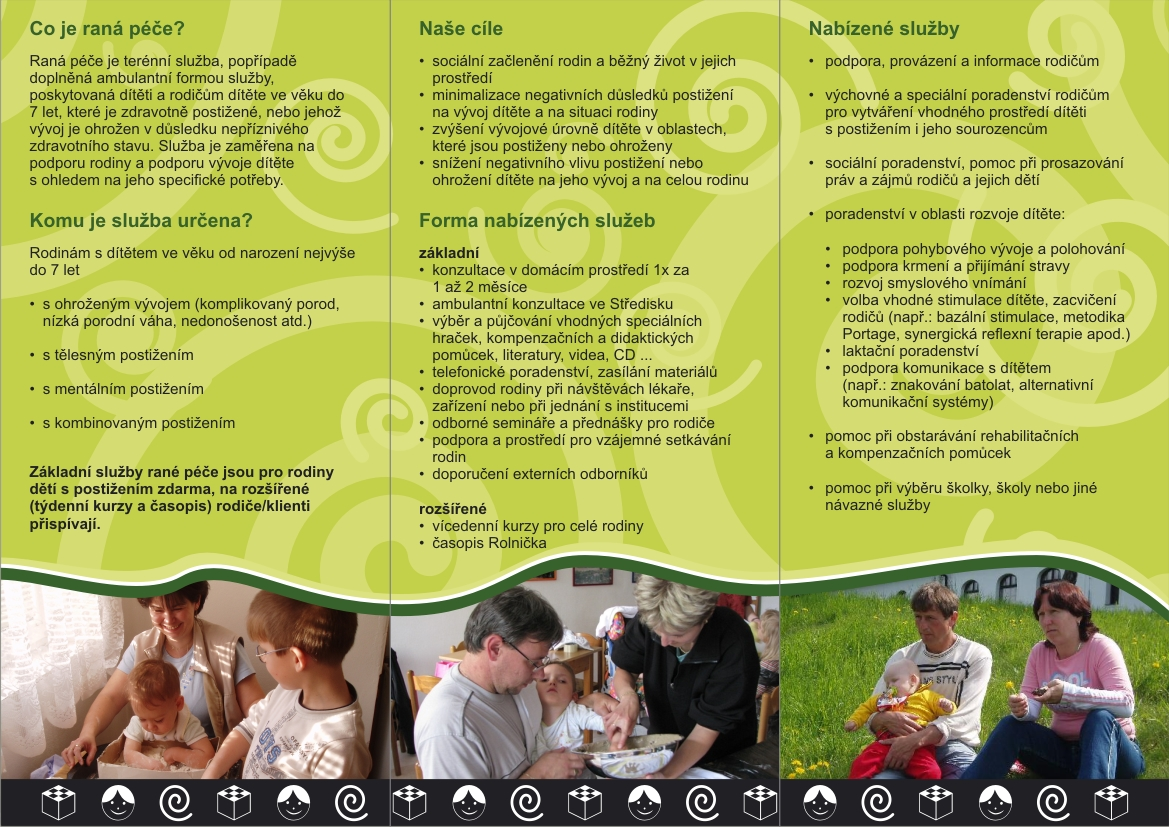 Co je raná péče?
Raná péče je terénní služba, popřípadě
doplněná ambulantní formou služby,
poskytovaná dítěti a rodičům dítěte ve věku do
7 let, které je zdravotně postižené, nebo jehož
vývoj je ohrožen v důsledku nepříznivého
zdravotního stavu. Služba je zaměřena na
podporu rodiny a podporu vývoje dítěte
s ohledem na jeho specifické potřeby.
Komu je služba určena?
Rodinám s dítětem ve věku od narození nejvýše
do 7 let
• s ohroženým vývojem (komplikovaný porod,
nízká porodní váha, nedonošenost atd.)
• s tělesným postižením
• s mentálním postižením
• s kombinovaným postižením
Základní služby rané péče jsou pro rodiny
dětí s postižením zdarma, na rozšířené
(týdenní kurzy a časopis) rodiče/klienti
přispívají.
Naše cíle
• sociální začlenění rodin a běžný život v jejich
prostředí
• minimalizace negativních důsledků postižení
na vývoj dítěte a na situaci rodiny
• zvýšení vývojové úrovně dítěte v oblastech,
které jsou postiženy nebo ohroženy
• snížení negativního vlivu postižení nebo
ohrožení dítěte na jeho vývoj a na celou rodinu
Forma nabízených služeb
základní
• konzultace v domácím prostředí 1x za
1 až 2 měsíce
• ambulantní konzultace ve Středisku
• výběr a půjčování vhodných speciálních
hraček, kompenzačních a didaktických
pomůcek, literatury, videa, CD ...
• telefonické poradenství, zasílání materiálů
• doprovod rodiny při návštěvách lékaře,
zařízení nebo při jednání s institucemi
• odborné semináře a přednášky pro rodiče
• podpora a prostředí pro vzájemné setkávání
rodin
• doporučení externích odborníků
rozšířené
• vícedenní kurzy pro celé rodiny
• časopis Rolnička
Nabízené služby
• podpora, provázení a informace rodičům
• výchovné a speciální poradenství rodičům
pro vytváření vhodného prostředí dítěti
s postižením i jeho sourozencům
• sociální poradenství, pomoc při prosazování
práv a zájmů rodičů a jejich dětí
• poradenství v oblasti rozvoje dítěte:
• podpora pohybového vývoje a polohování
• podpora krmení a přijímání stravy
• rozvoj smyslového vnímání
• volba vhodné stimulace dítěte, zacvičení
rodičů (např.: bazální stimulace, metodika
Portage, synergická reflexní terapie apod.)
• laktační poradenství
• podpora komunikace s dítětem
(např.: znakování batolat, alternativní
komunikační systémy)
• pomoc při obstarávání rehabilitačních
a kompenzačních pomůcek
• pomoc při výběru školky, školy nebo jiné
návazné služby